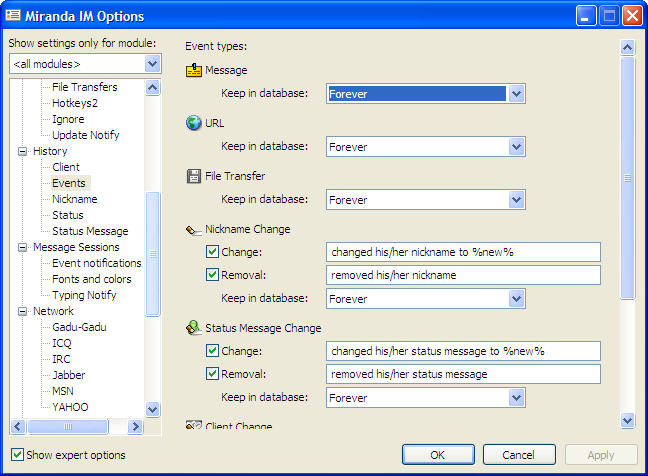 Miranda IM Options
Show settings only for module:
<all modules>
File Transfers
Hotkeys2
Ignore
Update Notify
History
Client
Events
Nickname
Status
Status Message
Message Sessions
Event notifications
Fonts and colors
Typing Notify
Network
Gadu-Gadu
ICQ
IRC
Jabber
MSN
YAHOO
Show expert options
Event types:
Message
Keep in database: Forever
URL
Keep in database: Forever
File Transfer
Keep in database: Forever
Nickname Change
Change: changed his/her nickname to %new%
Removal: removed his/her nickname
Keep in database: Forever
Status Message Change
Change: changed his/her status message to %new%
Removal: removed his/her status message
Keep in database: Forever
Client Change
OK Cancel Apply